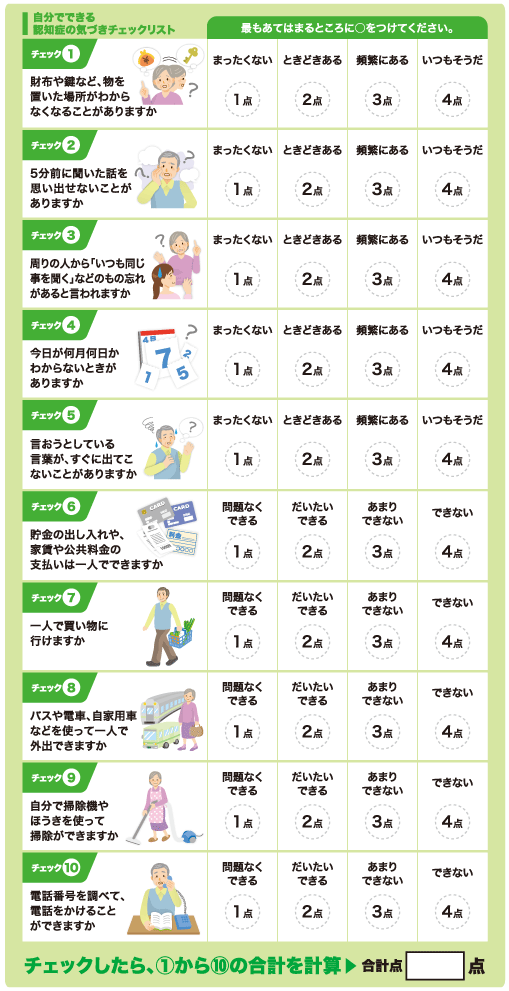 自分でできる
認知症の気づきチェックリスト
最もあてはまるところに○をつけてください。
チェック①
財布や鍵など、物を
置いた場所がわから
なくなることがありますか
まったくない ときどきある 頻繁にある いつもそうだ
1点 2点 3点 4点
チェック②
5分前に聞いた話を
思い出せないことが
ありますか
まったくない ときどきある 頻繁にある いつもそうだ
1点 2点 3点 4点
チェック③
周りの人から「いつも同じ
事を聞く」などのもの忘れ
があると言われますか
まったくない ときどきある 頻繁にある いつもそうだ
1点 2点 3点 4点
チェック④
今日が何月何日か
わからないときが
ありますか
4日
7
1
2
5
まったくない ときどきある 頻繁にある いつもそうだ
1点 2点 3点 4点
チェック⑤
言おうとしている
言葉が、すぐに出てこ
ないことがありますか
まったくない ときどきある 頻繁にある いつもそうだ
1点 2点 3点 4点
チェック⑥
貯金の出し入れや、
家賃や公共料金の
支払いは一人でできますか
CARD
CARD
問題なく だいたい あまり できない
できる できる できない
1点 2点 3点 4点
チェック⑦
一人で買い物に
行けますか
問題なく だいたい あまり できない
できる できる できない
1点 2点 3点 4点
チェック⑧
バスや電車、自家用車
などを使って一人で
外出できますか
問題なく だいたい あまり できない
できる できる できない
1点 2点 3点 4点
チェック⑨
自分で掃除機や
ほうきを使って
掃除ができますか
問題なく だいたい あまり できない
できる できる できない
1点 2点 3点 4点
チェック⑩
電話番号を調べて、
電話をかけること
ができますか
問題なく だいたい あまり できない
できる できる できない
1点 2点 3点 4点
チェックしたら、①から⑩の合計を計算▶ 合計点 点